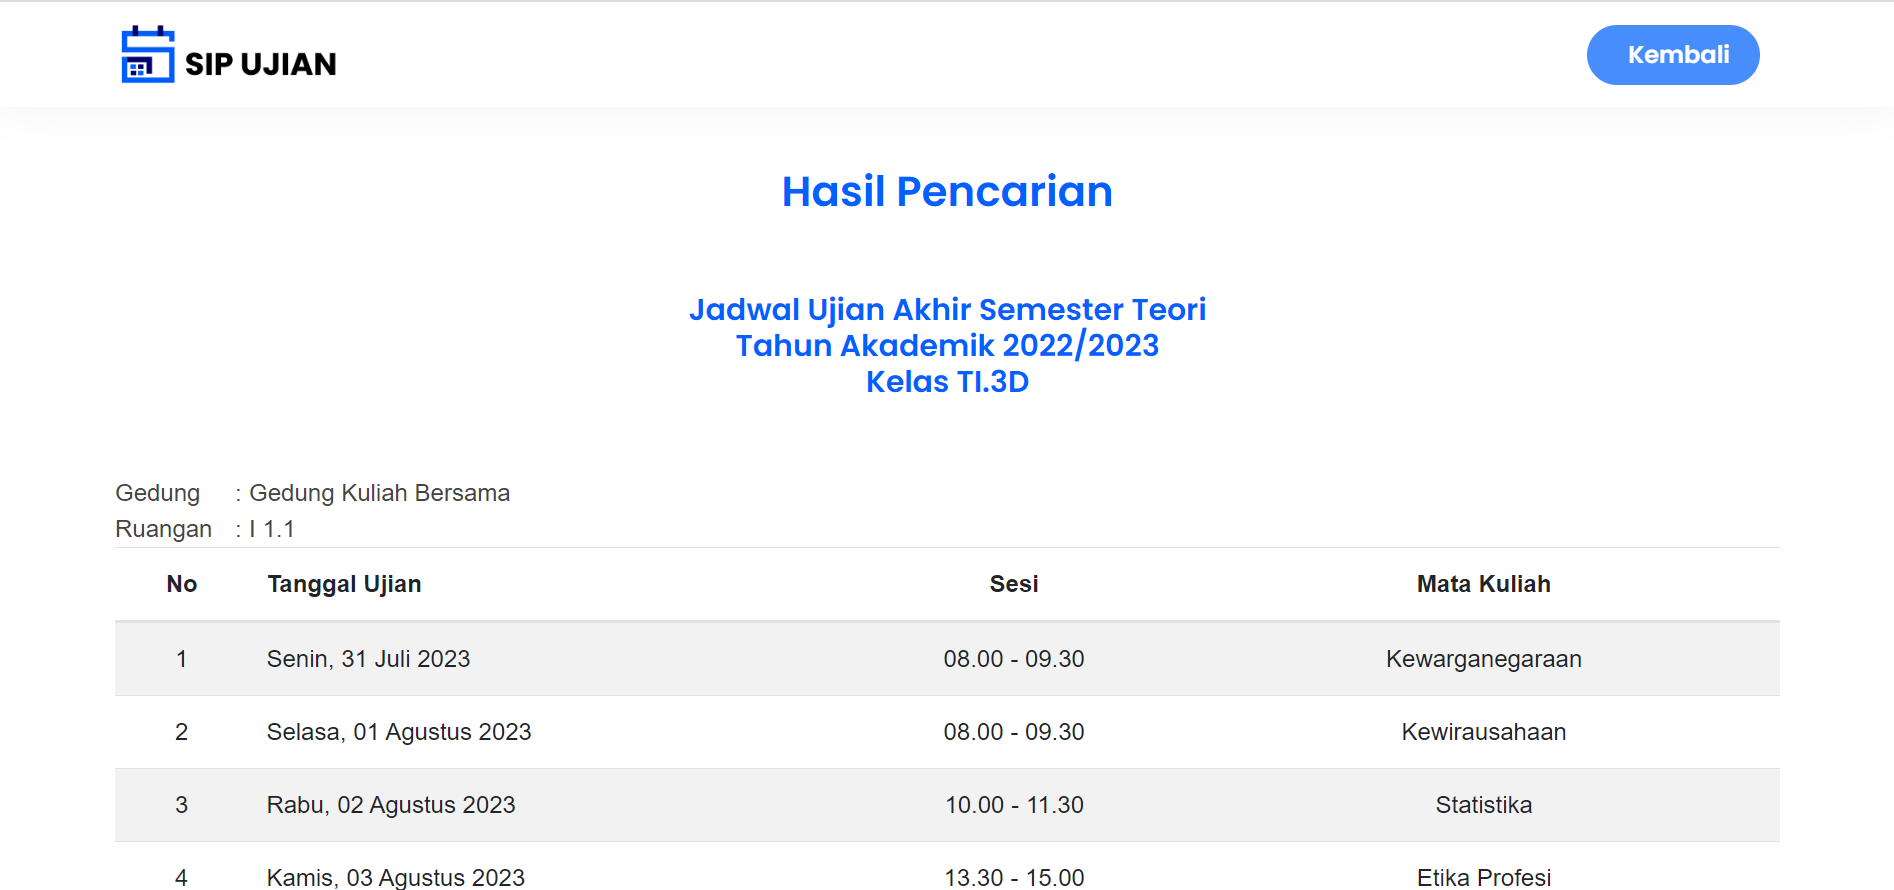 SIP UJIAN
Kembali
Hasil Pencarian
Jadwal Ujian Akhir Semester Teori
Tahun Akademik 2022/2023
Kelas TI.3D
Gedung : Gedung Kuliah Bersama
Ruangan : I 1.1
No Tanggal Ujian Sesi Mata Kuliah
1 Senin, 31 Juli 2023 08.00 - 09.30 Kewarganegaraan
2 Selasa, 01 Agustus 2023 08.00 - 09.30 Kewirausahaan
3 Rabu, 02 Agustus 2023 10.00 - 11.30 Statistika
4 Kamis, 03 Agustus 2023 13.30 - 15.00 Etika Profesi